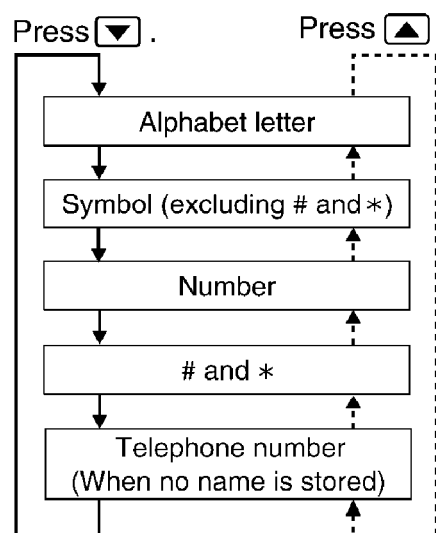 Press ▼ .
Press ▲
Alphabet letter
Symbol (excluding # and *)
Number
# and *
Telephone number
(When no name is stored)